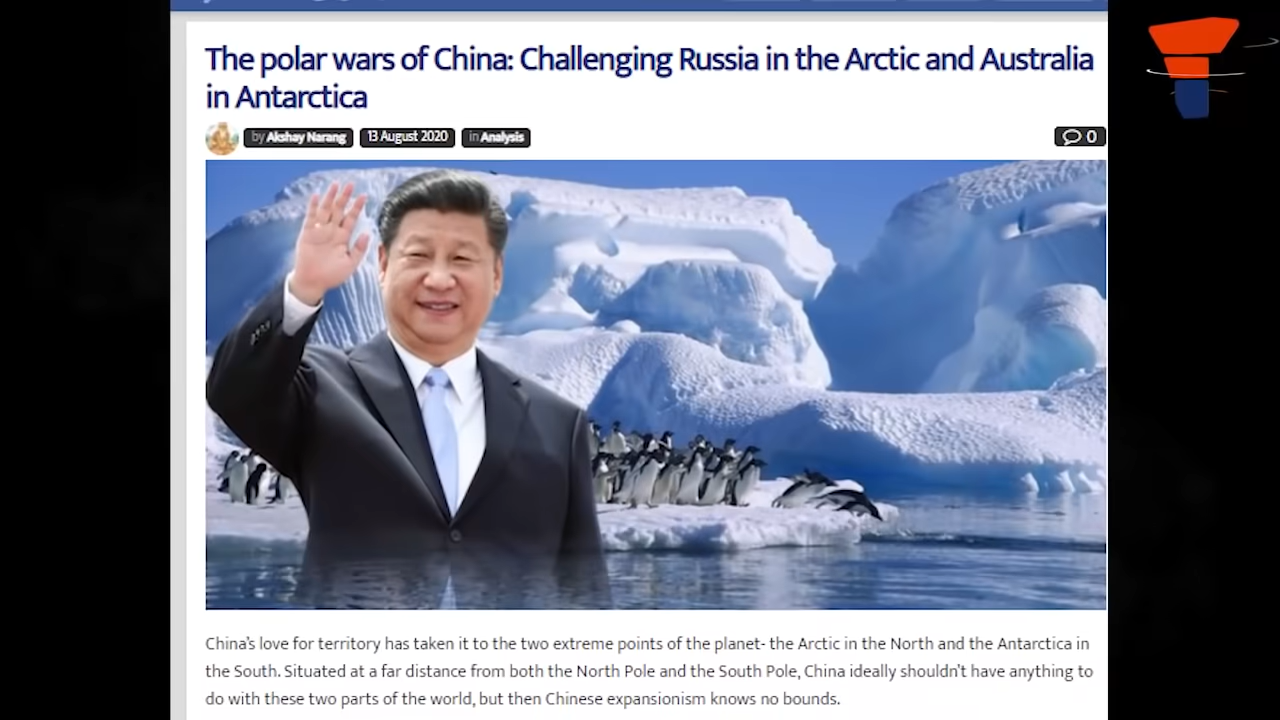 The polar wars of China: Challenging Russia in the Arctic and Australia
in Antarctica
by Akshay Narang 13 August 2020 in Analysis 0
China's love for territory has taken it to the two extreme points of the planet- the Arctic in the North and the Antarctica in
the South. Situated at a far distance from both the North Pole and the South Pole, China ideally shouldn't have anything to
do with these two parts of the world, but then Chinese expansionism knows no bounds.